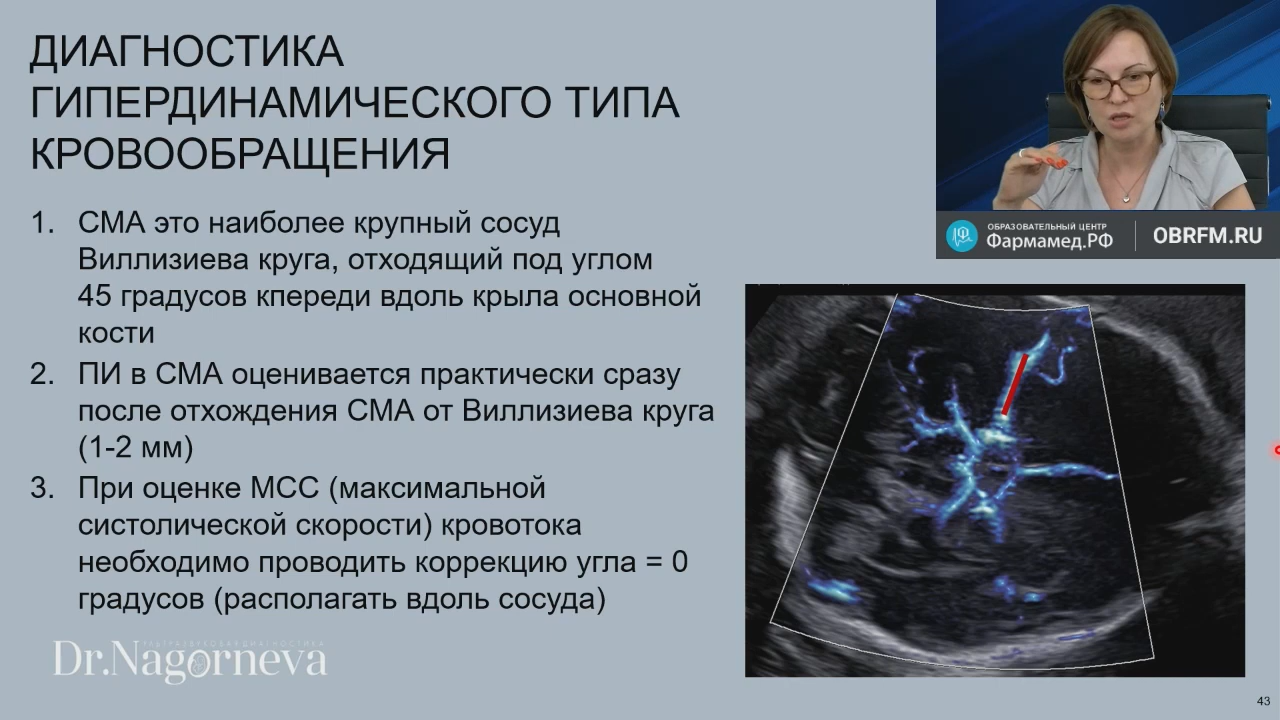 ДИАГНОСТИКА
ГИПЕРДИНАМИЧЕСКОГО ТИПА
КРОВООБРАЩЕНИЯ
1. СМА это наиболее крупный сосуд
Виллизиева круга, отходящий под углом
45 градусов кпереди вдоль крыла основной
кости
2. ПИ в СМА оценивается практически сразу
после отхождения СМА от Виллизиева круга
(1-2 мм)
3. При оценке МСС (максимальной
систолической скорости) кровотока
необходимо проводить коррекцию угла = 0
градусов (располагать вдоль сосуда)
УЛЬТРАЗВУКОВАЯ ДИАГНОСТИКА
Dr.Nagorneva
ОБРАЗОВАТЕЛЬНЫЙ ЦЕНТР
Фармамед.РФ
OBRFM.RU
43